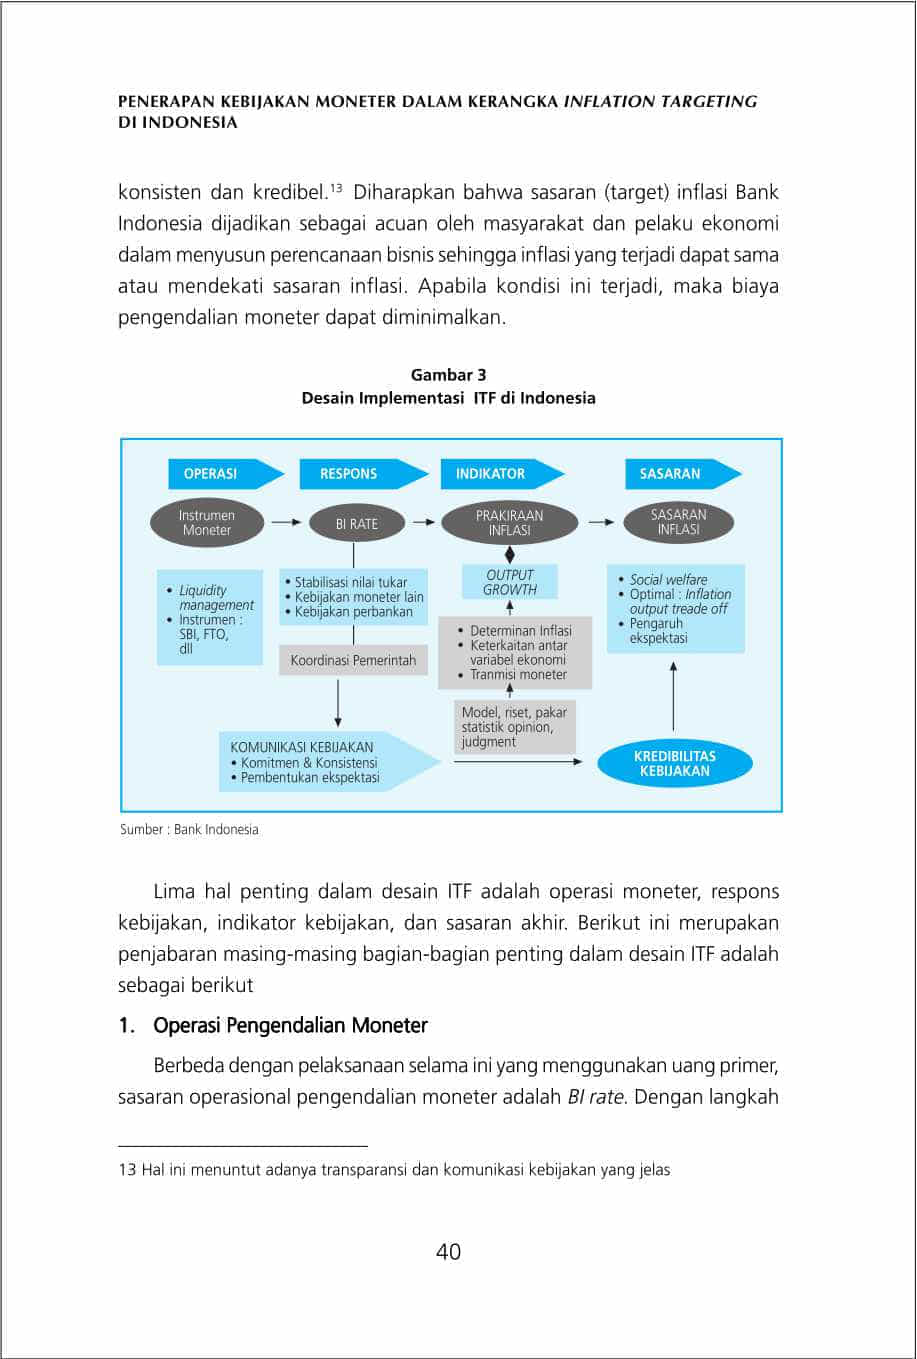 PENERAPAN KEBIJAKAN MONETER DALAM KERANGKA INFLATION TARGETING
DI INDONESIA
konsisten dan kredibel.13 Diharapkan bahwa sasaran (target) inflasi Bank
Indonesia dijadikan sebagai acuan oleh masyarakat dan pelaku ekonomi
dalam menyusun perencanaan bisnis sehingga inflasi yang terjadi dapat sama
atau mendekati sasaran inflasi. Apabila kondisi ini terjadi, maka biaya
pengendalian moneter dapat diminimalkan.
Gambar 3
Desain Implementasi ITF di Indonesia
OPERASI
RESPONS
INDIKATOR
SASARAN
Instrumen
Moneter
BI RATE
PRAKIRAAN
INFLASI
SASARAN
INFLASI
• Liquidity
management
• Instrumen :
SBI, FTO,
dll
• Stabilisasi nilai tukar
• Kebijakan moneter lain
• Kebijakan perbankan
Koordinasi Pemerintah
OUTPUT
GROWTH
• Determinan Inflasi
• Keterkaitan antar
variabel ekonomi
• Tranmisi moneter
Model, riset, pakar
statistik opinion,
judgment
• Social welfare
• Optimal : Inflation
output treade off
• Pengaruh
ekspektasi
KOMUNIKASI KEBIJAKAN
• Komitmen & Konsistensi
• Pembentukan ekspektasi
KREDIBILITAS
KEBIJAKAN
Sumber : Bank Indonesia
Lima hal penting dalam desain ITF adalah operasi moneter, respons
kebijakan, indikator kebijakan, dan sasaran akhir. Berikut ini merupakan
penjabaran masing-masing bagian-bagian penting dalam desain ITF adalah
sebagai berikut
1. Operasi Pengendalian Moneter
Berbeda dengan pelaksanaan selama ini yang menggunakan uang primer,
sasaran operasional pengendalian moneter adalah BI rate. Dengan langkah
13 Hal ini menuntut adanya transparansi dan komunikasi kebijakan yang jelas
40